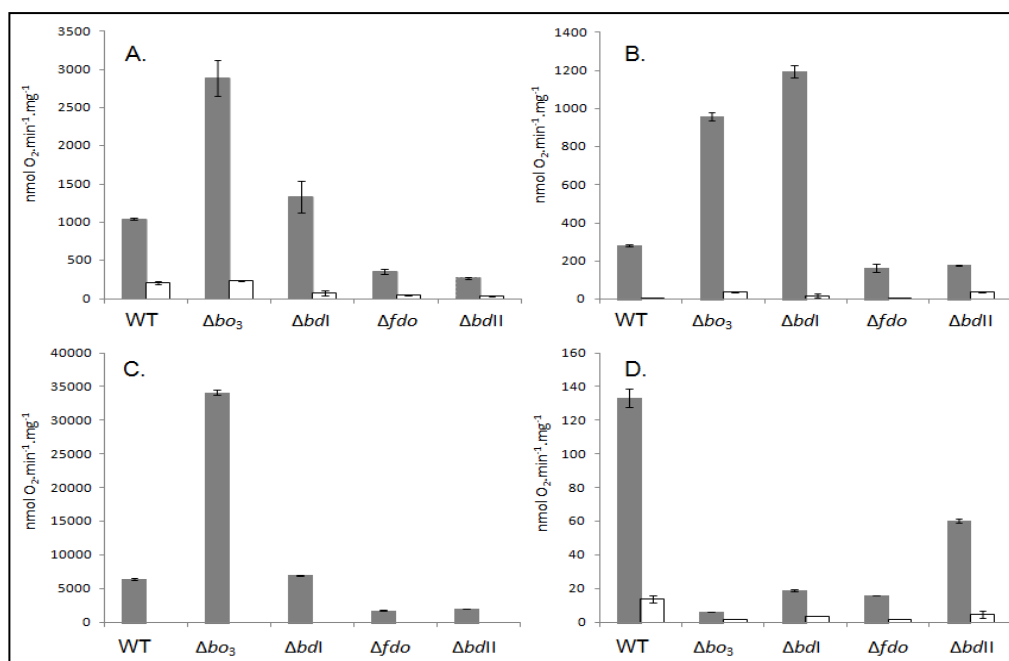 A.
nmol O₂.min⁻¹.mg⁻¹
3500
3000
2500
2000
1500
1000
500
0
WT Δbo₃ ΔbdI Δfdo ΔbdII
B.
nmol O₂.min⁻¹.mg⁻¹
1400
1200
1000
800
600
400
200
0
WT Δbo₃ ΔbdI Δfdo ΔbdII
C.
nmol O₂.min⁻¹.mg⁻¹
40000
35000
30000
25000
20000
15000
10000
5000
0
WT Δbo₃ ΔbdI Δfdo ΔbdII
D.
nmol O₂.min⁻¹.mg⁻¹
160
140
120
100
80
60
40
20
0
WT Δbo₃ ΔbdI Δfdo ΔbdII